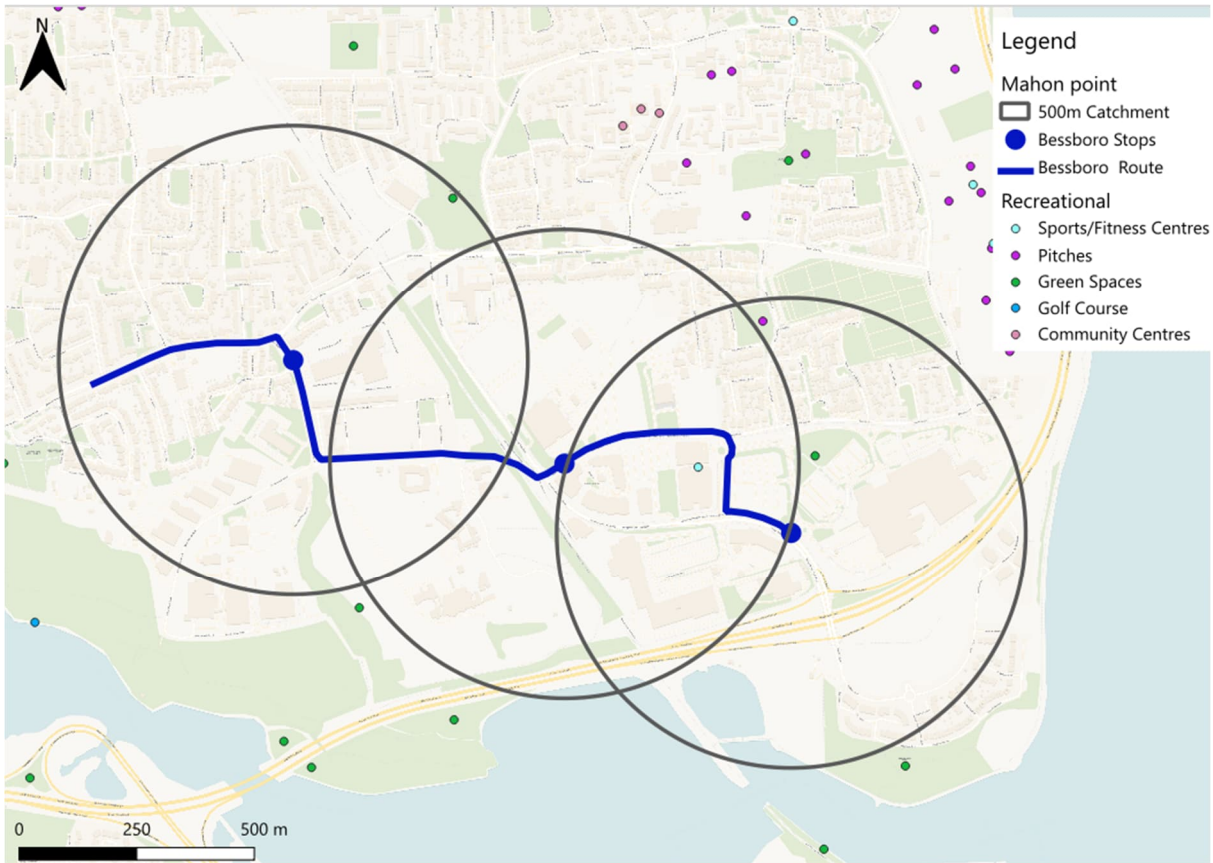 N
Legend
Mahon point
500m Catchment
Bessboro Stops
Bessboro Route
Recreational
Sports/Fitness Centres
Pitches
Green Spaces
Golf Course
Community Centres
0 250 500 m